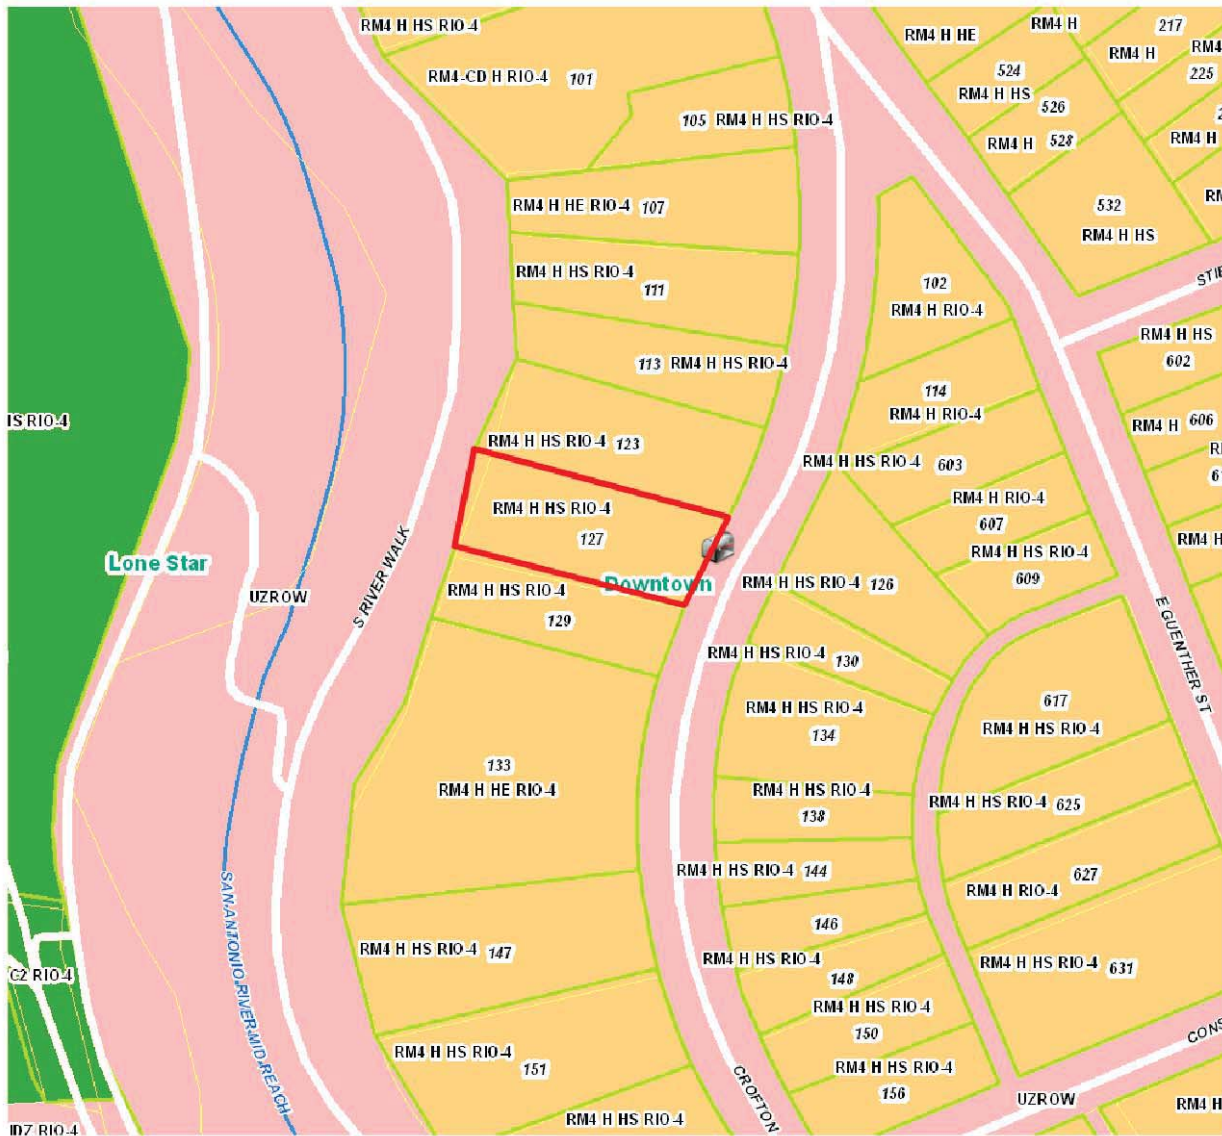 RM4 H HS RIO-4
RM4-CD H RIO-4 101
105 RM4 H HS RIO-4
RM4 H HE
RM4 H
217
RM4 H
RM4
225
524
RM4 H HS
526
RM4 H 528
RM4 H
532
RM4 H HS
RM4 H HE RIO-4 107
RM4 H HS RIO-4
111
113 RM4 H HS RIO-4
102
RM4 H RIO-4
RM4 H HS
602
114
RM4 H RIO-4
RM4 H 606
HS RIO-4
RM4 H HS RIO-4 123
RM4 H HS RIO-4 603
RM4 H HS RIO-4
127
RM4 H RIO-4
607
RM4 H HS RIO-4
609
RM4 H
Lone Star
Downtown
UZROW
S RIVER WALK
RM4 H HS RIO-4
129
RM4 H HS RIO-4 126
RM4 H HS RIO-4 130
E GUENTHER ST
RM4 H HS RIO-4
134
617
RM4 H HS RIO-4
133
RM4 H HE RIO-4
RM4 H HS RIO-4
138
RM4 H HS RIO-4 625
RM4 H HS RIO-4 144
627
RM4 H RIO-4
SAN ANTONIO RIVER MID REACH
146
RM4 H HS RIO-4 147
RM4 H HS RIO-4
148
RM4 H HS RIO-4 631
C2 RIO-4
RM4 H HS RIO-4
150
CONS
RM4 H HS RIO-4
151
RM4 H HS RIO-4
156
CROFTON
UZROW
RM4 H HS RIO-4
RM4 H
IDZ RIO-4